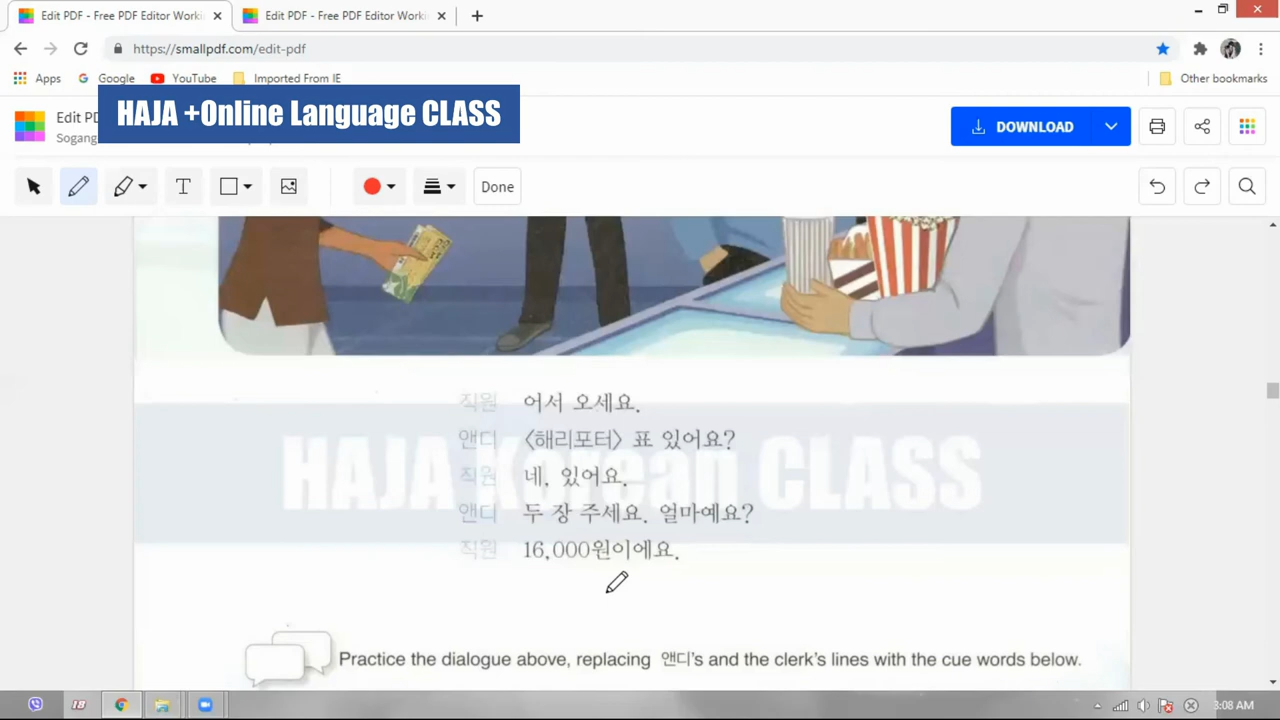 Edit PDF - Free PDF Editor Worki
Edit PDF - Free PDF Editor Worki
https://smallpdf.com/edit-pdf
Apps
Google
YouTube
Imported From IE
Other bookmarks
HAJA +Online Language CLASS
Edit PD
Sogang
DOWNLOAD
T
Done
직원 어서 오세요.
앤디 〈해리포터〉 표 있어요?
직원 네, 있어요.
앤디 두 장 주세요. 얼마예요?
직원 16,000원이에요.
HAJA Korean CLASS
Practice the dialogue above, replacing 앤디's and the clerk's lines with the cue words below.
18
3:08 AM